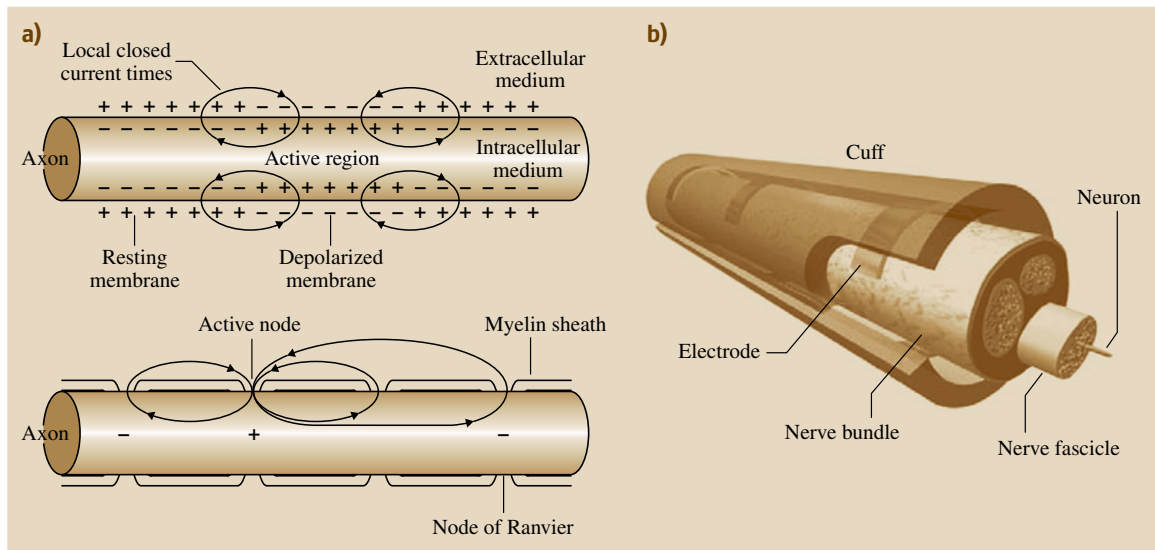 a)
Local closed
current times
Extracellular
medium
+ + + + + + + – – – – – – – + + + + + +
– – – – – – – + + + + + + + – – – – – –
Axon
Active region
Intracellular
medium
– – – – – – – + + + + + + + – – – – – –
+ + + + + + + – – – – – – – + + + + + +
Resting
membrane
Depolarized
membrane
Active node
Myelin sheath
Axon
– + –
Node of Ranvier
b)
Cuff
Neuron
Electrode
Nerve bundle
Nerve fascicle